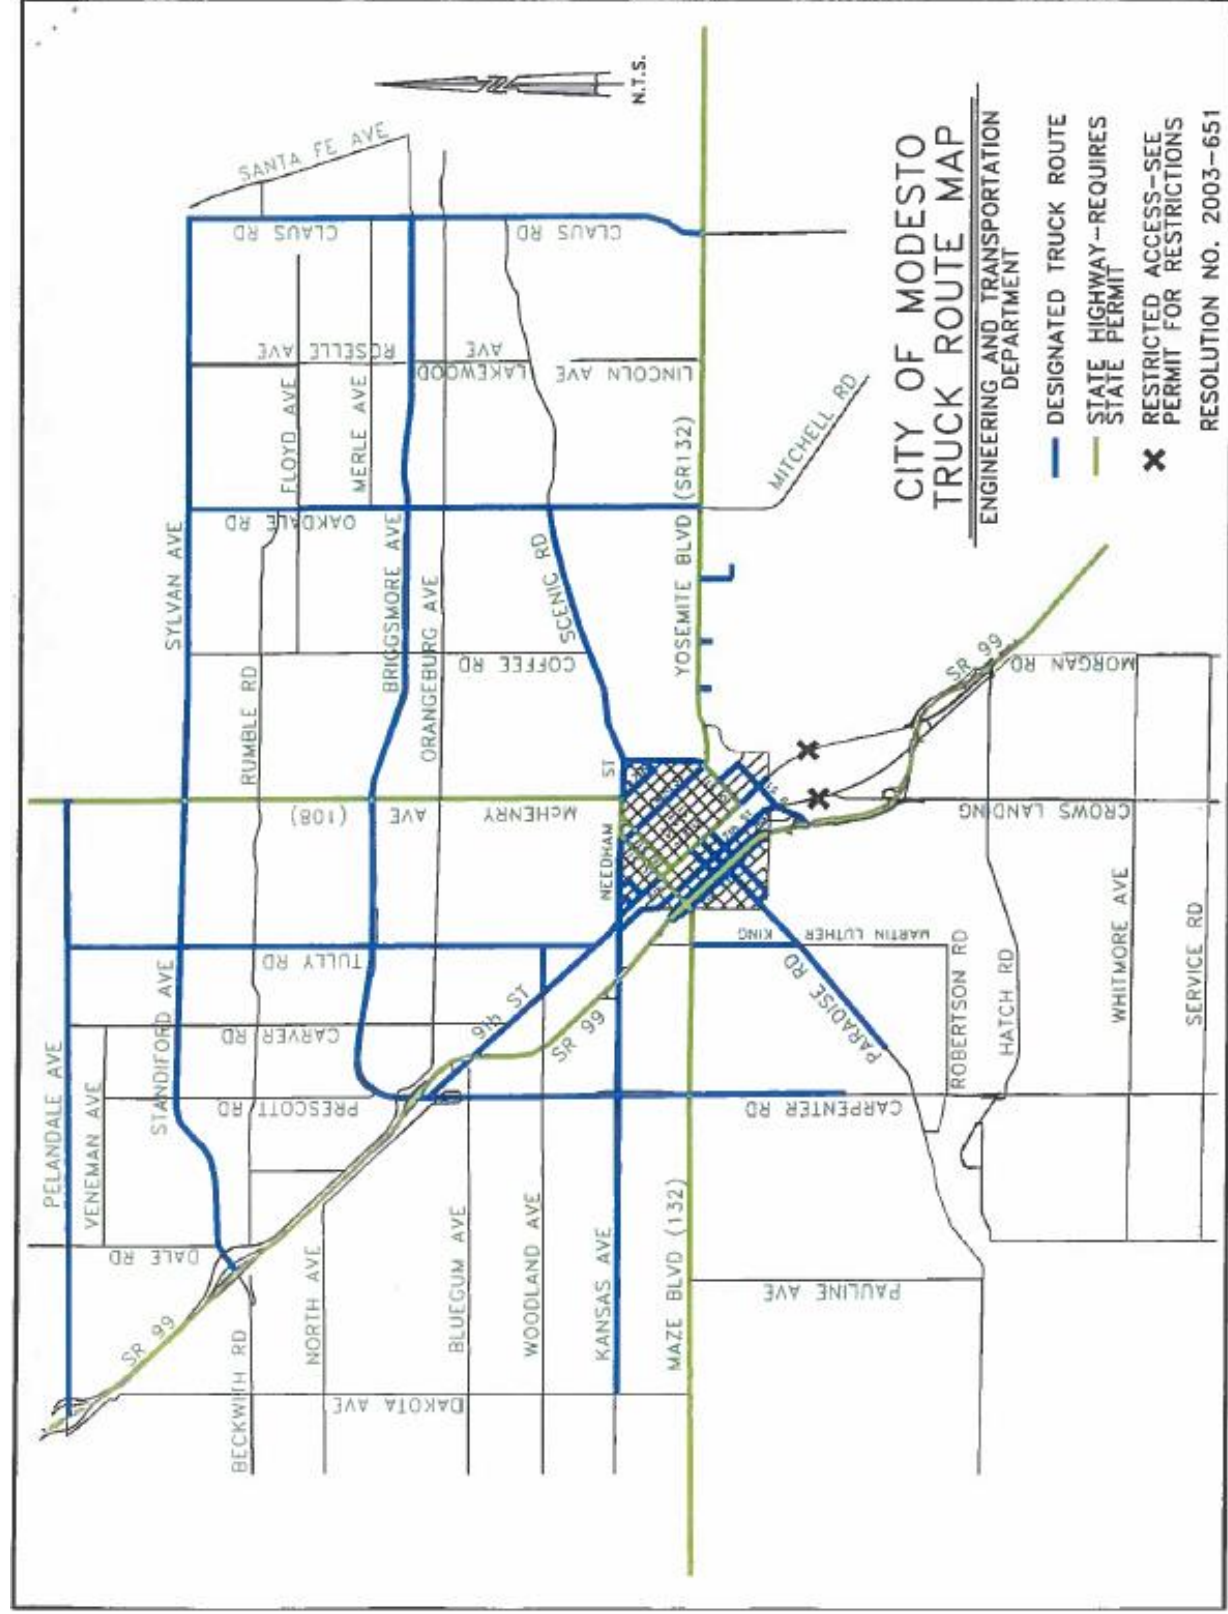 N.T.S.
SANTA FE AVE
CLAUS RD
CLAUS RD
ROSELLE AVE
LAKEWOOD AVE
LINCOLN AVE
FLOYD AVE
MERLE AVE
OAKDALE RD
MITCHELL RD
SYLVAN AVE
BRIGGSMORE AVE
ORANGEBURG AVE
SCENIC RD
YOSEMITE BLVD (SR132)
COFFEE RD
RUMBLE RD
SR 99
MORGAN RD
McHENRY AVE (108)
NEEDHAM ST
7th ST
CROWS LANDING
TULLY RD
MARTIN LUTHER KING
STANDIFORD AVE
CARVER RD
9th ST
SR 99
PARADISE RD
ROBERTSON RD
HATCH RD
WHITMORE AVE
SERVICE RD
PELANDALE AVE
VENEMAN AVE
PRESCOTT RD
CARPENTER RD
DALE RD
SR 99
BECKWITH RD
NORTH AVE
BLUEGUM AVE
WOODLAND AVE
KANSAS AVE
MAZE BLVD (132)
PAULINE AVE
DAKOTA AVE
CITY OF MODESTO
TRUCK ROUTE MAP
ENGINEERING AND TRANSPORTATION
DEPARTMENT
DESIGNATED TRUCK ROUTE
STATE HIGHWAY-REQUIRES
STATE PERMIT
RESTRICTED ACCESS-SEE
PERMIT FOR RESTRICTIONS
RESOLUTION NO. 2003-651